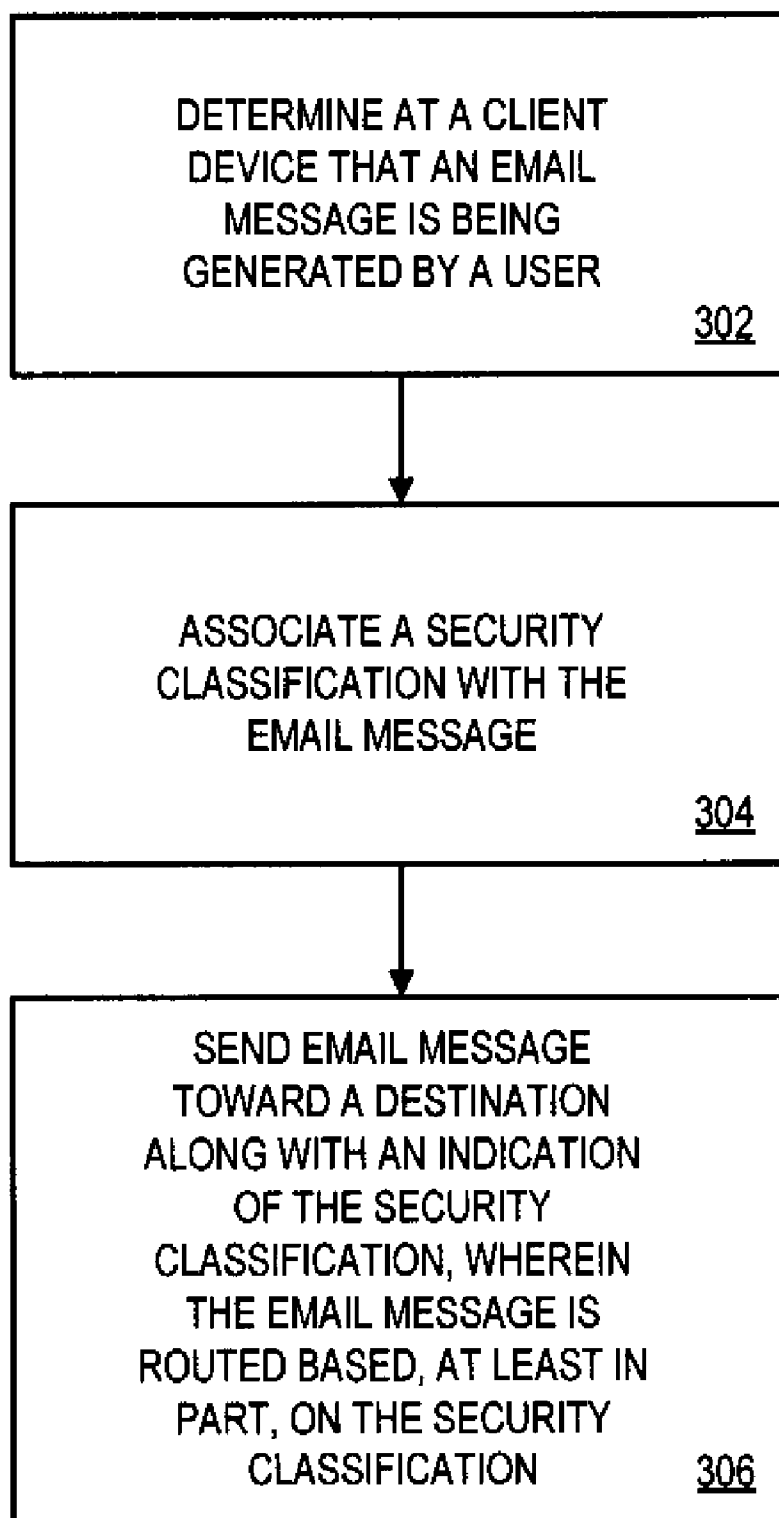 DETERMINE AT A CLIENT
DEVICE THAT AN EMAIL
MESSAGE IS BEING
GENERATED BY A USER
302
ASSOCIATE A SECURITY
CLASSIFICATION WITH THE
EMAIL MESSAGE
304
SEND EMAIL MESSAGE
TOWARD A DESTINATION
ALONG WITH AN INDICATION
OF THE SECURITY
CLASSIFICATION, WHEREIN
THE EMAIL MESSAGE IS
ROUTED BASED, AT LEAST IN
PART, ON THE SECURITY
CLASSIFICATION 306